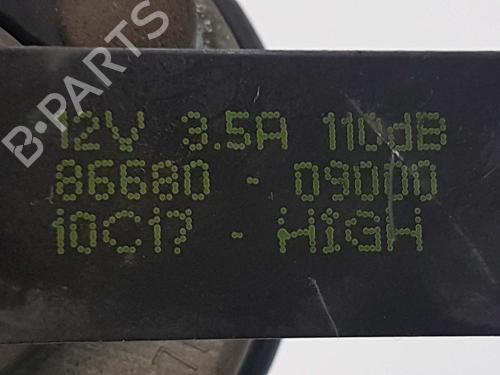 B-PARTS
12V 3.5A 110dB
86680 - 09000
10C17 - HIGH